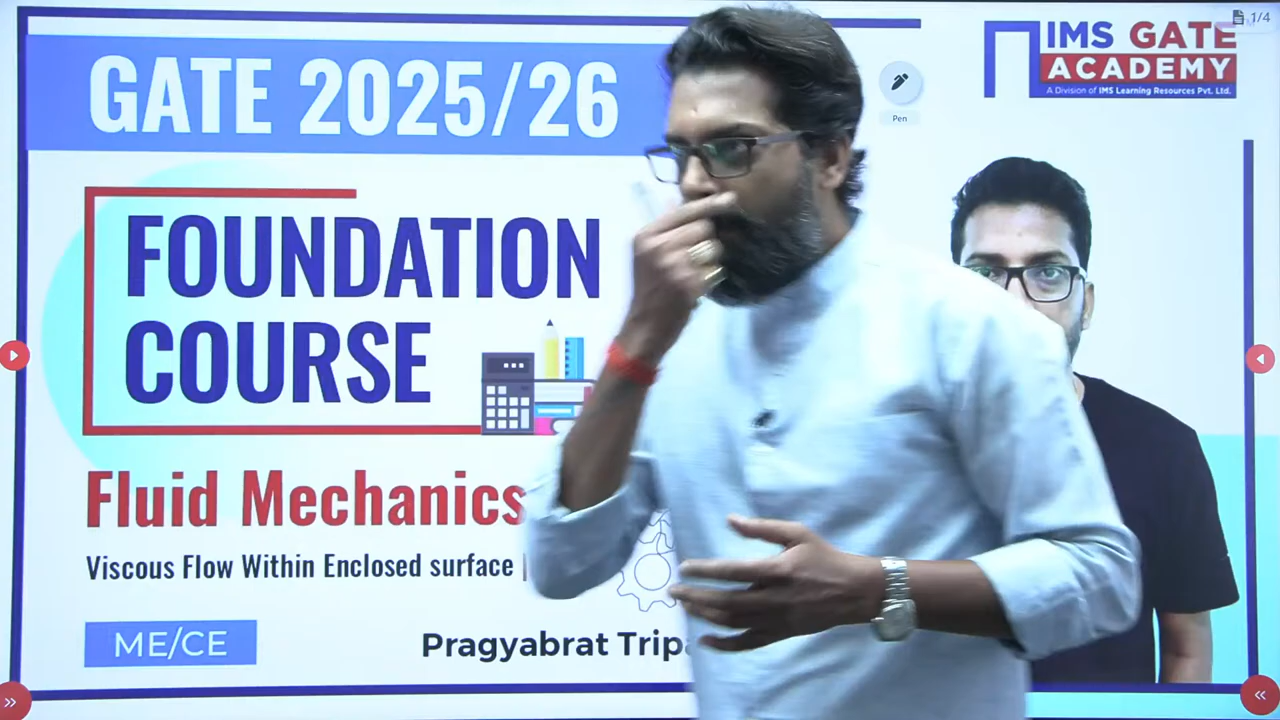 1/4
IMS GATE
ACADEMY
A Division of IMS Learning Resources Pvt. Ltd.
GATE 2025/26
Pen
FOUNDATION
COURSE
Fluid Mechanics
Viscous Flow Within Enclosed surface |
ME/CE
Pragyabrat